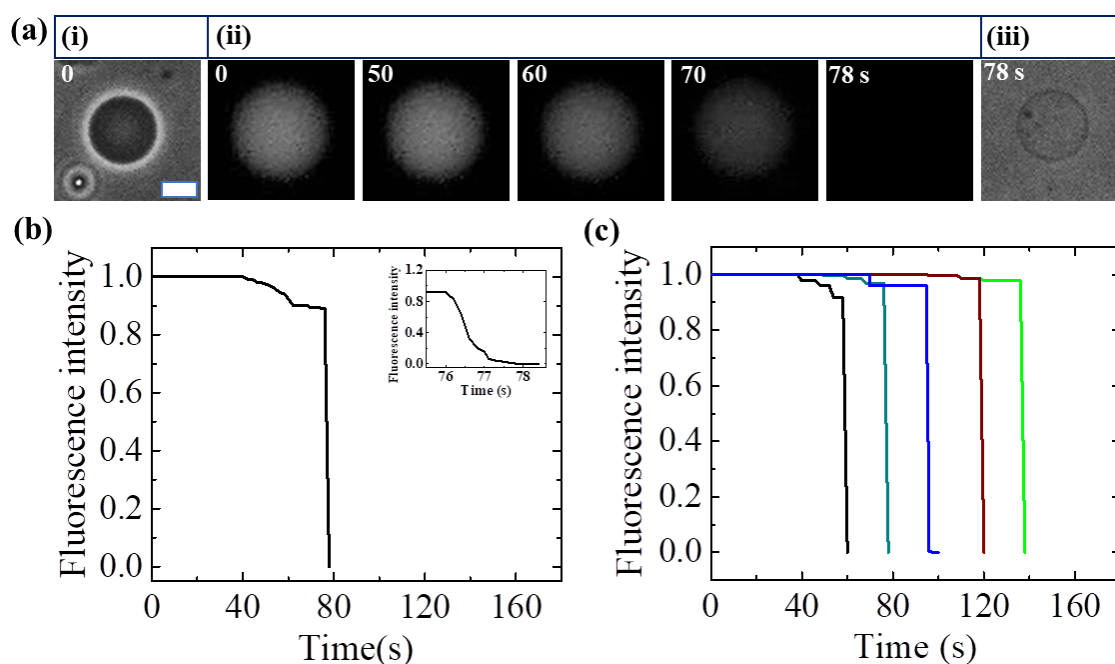 (a) (i) (ii) (iii)
0 0 50 60 70 78 s 78 s
(b) (c)
Fluorescence intensity
1.0
0.8
0.6
0.4
0.2
0.0
0 40 80 120 160
Time(s)
Fluorescence intensity
1.2
0.8
0.4
0.0
76 77 78
Time (s)
Fluorescence intensity
1.0
0.8
0.6
0.4
0.2
0.0
0 40 80 120 160
Time (s)